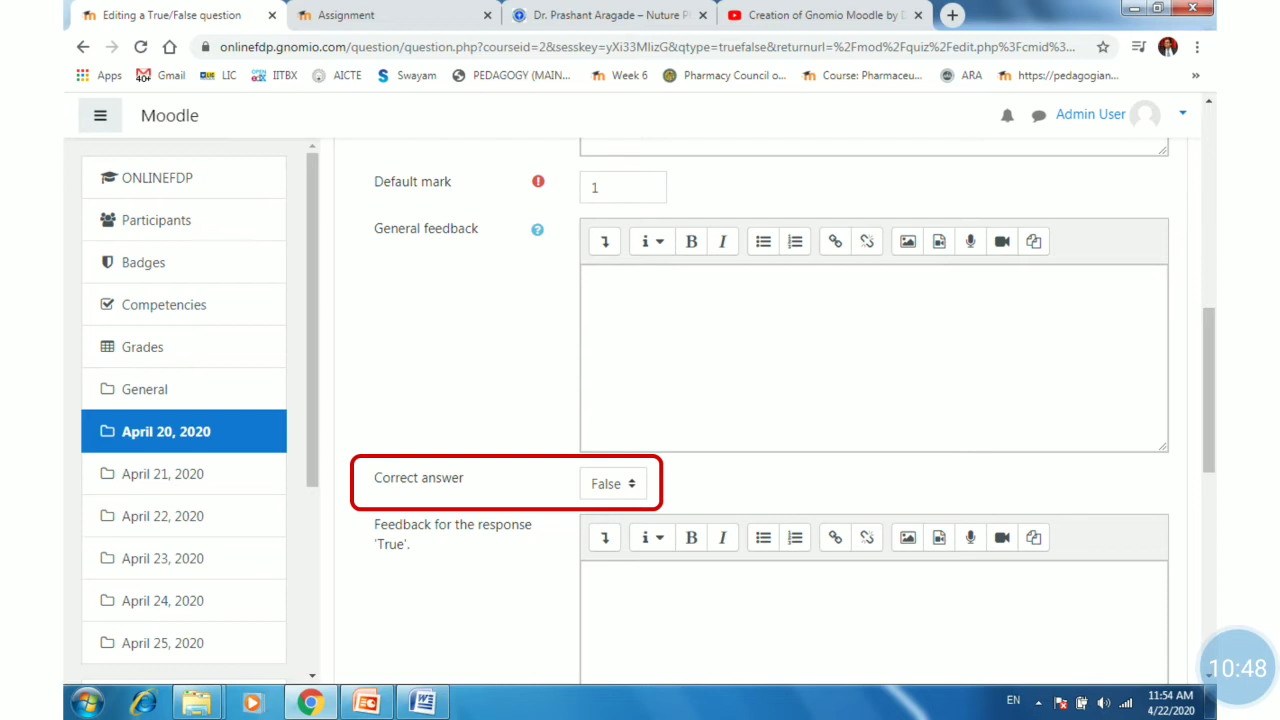 Editing a True/False question
Assignment
Dr. Prashant Aragade – Nuture Pl
Creation of Gnomio Moodle by D
onlinefdp.gnomio.com/question/question.php?courseid=2&sesskey=yXi33MlizG&qtype=truefalse&returnurl=%2Fmod%2Fquiz%2Fedit.php%3Fcmid%3...
Apps
Gmail
LIC
IITBX
AICTE
Swayam
PEDAGOGY (MAIN...
Week 6
Pharmacy Council o...
Course: Pharmaceu...
ARA
https://pedagogian...
»
Moodle
Admin User
ONLINEFDP
Participants
Badges
Competencies
Grades
General
April 20, 2020
April 21, 2020
April 22, 2020
April 23, 2020
April 24, 2020
April 25, 2020
Default mark
1
General feedback
Correct answer
False
Feedback for the response
'True'.
10:48
EN
11:54 AM
4/22/2020